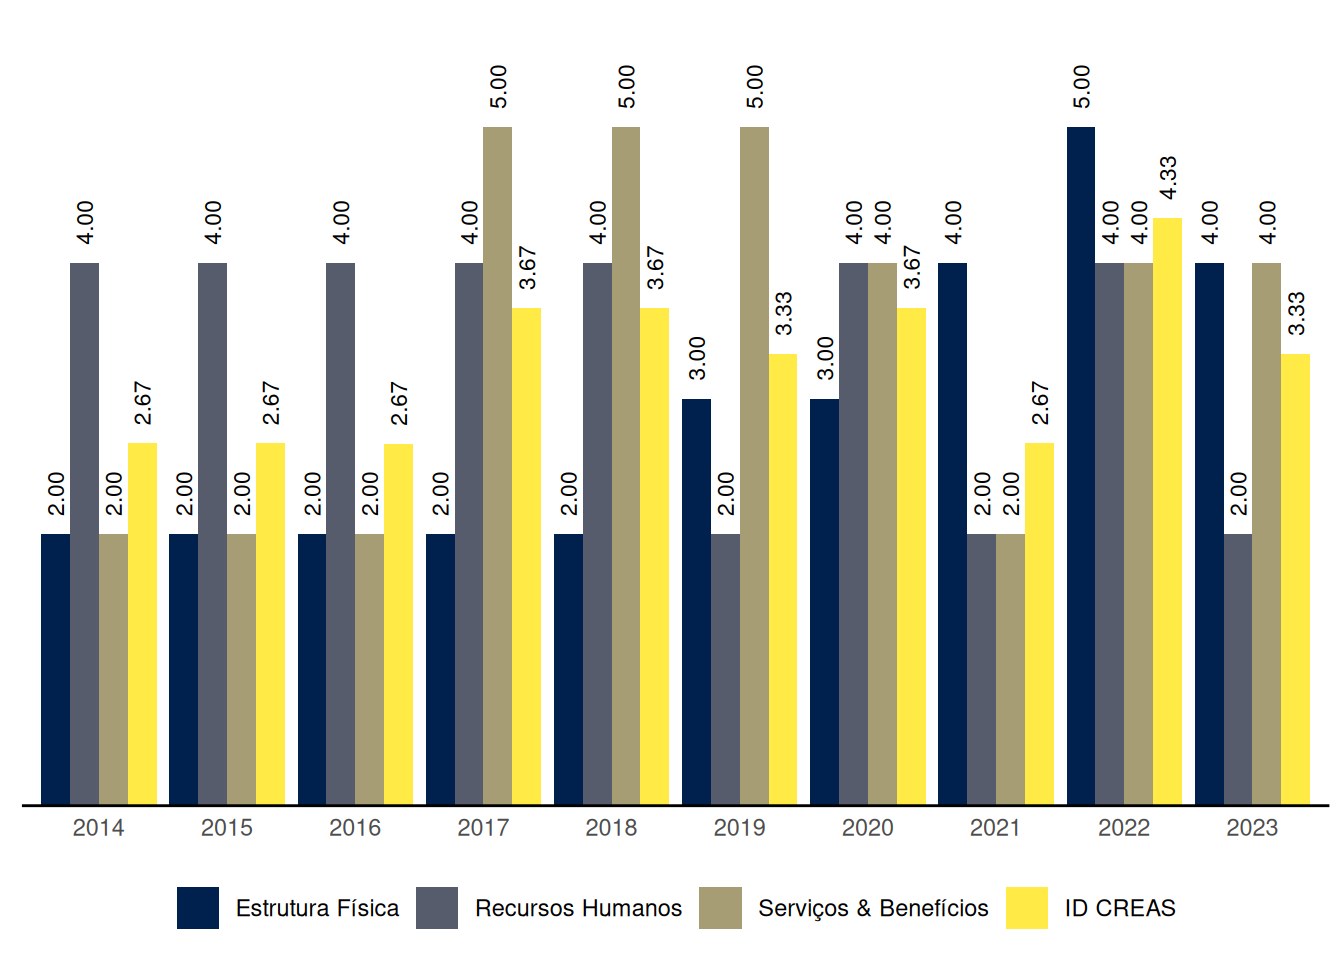 5.00 5.00 5.00 5.00
4.33
4.00 4.00 4.00 4.00 4.00 4.00 4.00 4.00 4.00 4.00 4.00 4.00
3.67 3.67 3.67
3.33 3.33
3.00 3.00
2.67 2.67 2.67 2.67
2.00 2.00 2.00 2.00 2.00 2.00 2.00 2.00 2.00 2.00 2.00 2.00
2014 2015 2016 2017 2018 2019 2020 2021 2022 2023
Estrutura Física Recursos Humanos Serviços & Benefícios ID CREAS